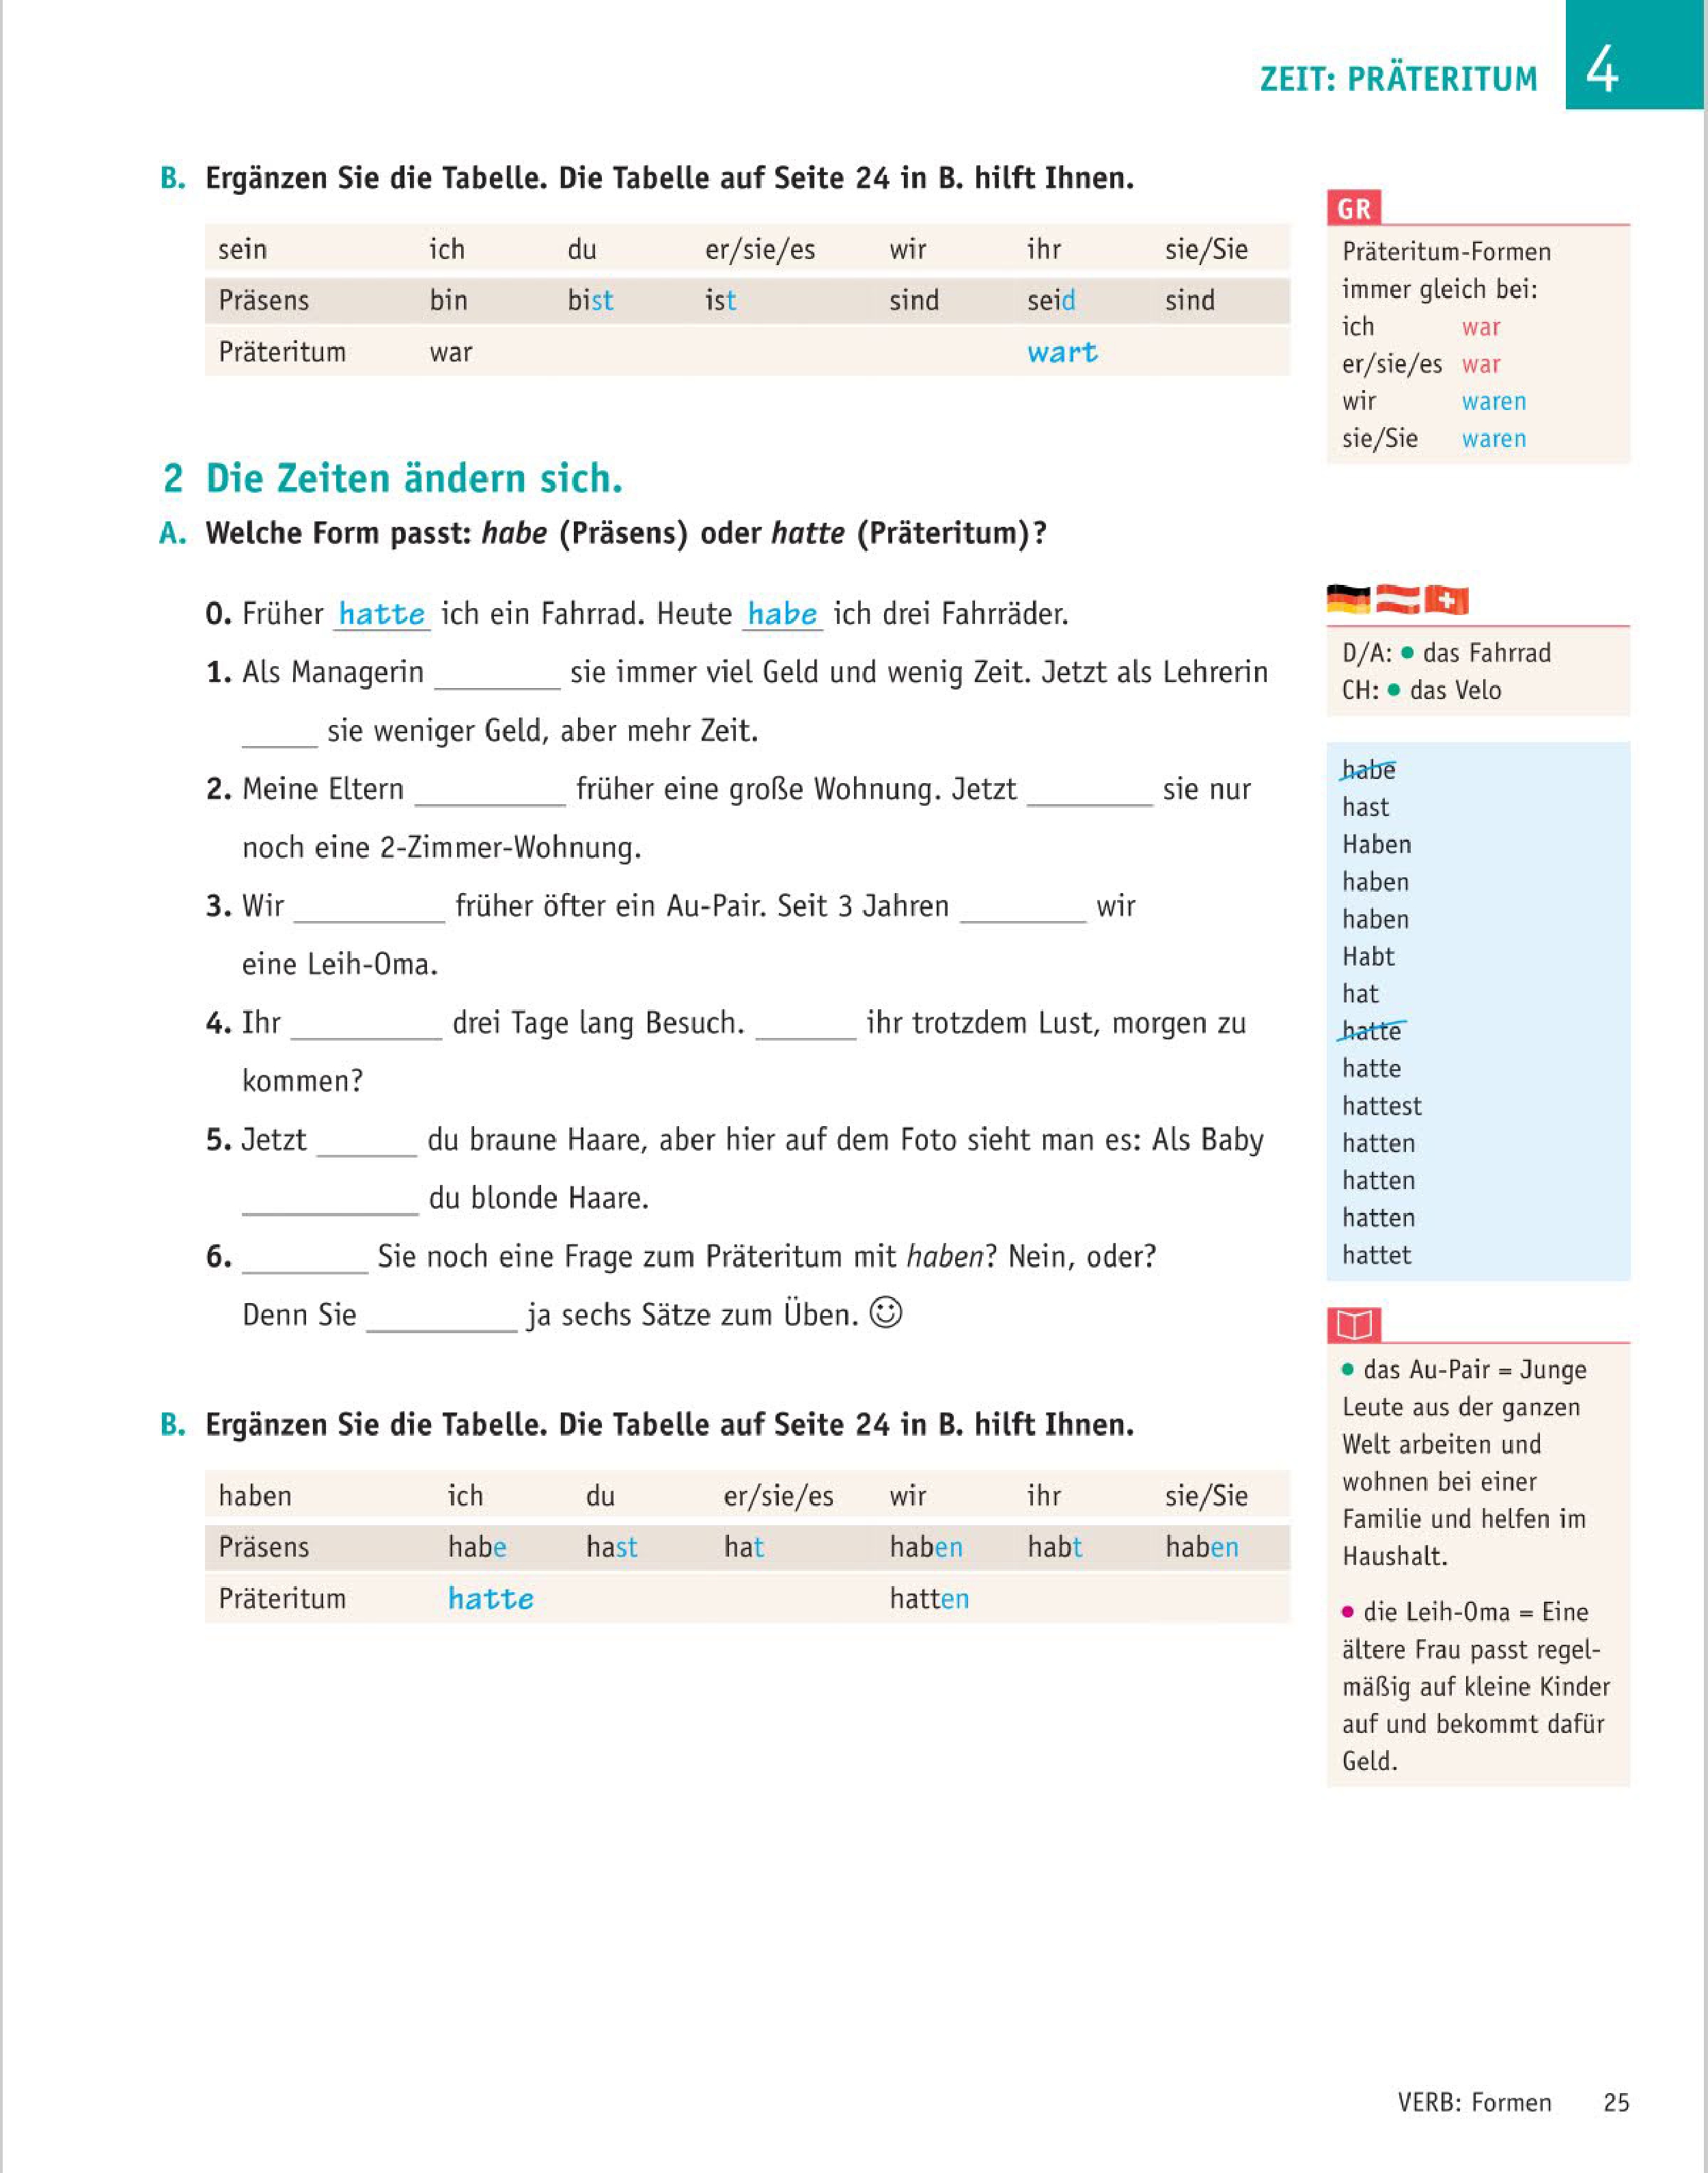 ZEIT: PRÄTERITUM 4
B. Ergänzen Sie die Tabelle. Die Tabelle auf Seite 24 in B. hilft Ihnen.
sein ich du er/sie/es wir ihr sie/Sie
Präsens bin bist ist sind seid sind
Präteritum war wart
GR
Präteritum-Formen
immer gleich bei:
ich war
er/sie/es war
wir waren
sie/Sie waren
2 Die Zeiten ändern sich.
A. Welche Form passt: habe (Präsens) oder hatte (Präteritum)?
0. Früher hatte ich ein Fahrrad. Heute habe ich drei Fahrräder.
1. Als Managerin ________ sie immer viel Geld und wenig Zeit. Jetzt als Lehrerin
_____ sie weniger Geld, aber mehr Zeit.
2. Meine Eltern __________ früher eine große Wohnung. Jetzt ________ sie nur
noch eine 2-Zimmer-Wohnung.
3. Wir __________ früher öfter ein Au-Pair. Seit 3 Jahren ________ wir
eine Leih-Oma.
4. Ihr __________ drei Tage lang Besuch. _______ ihr trotzdem Lust, morgen zu
kommen?
5. Jetzt _______ du braune Haare, aber hier auf dem Foto sieht man es: Als Baby
____________ du blonde Haare.
6. ________ Sie noch eine Frage zum Präteritum mit haben? Nein, oder?
Denn Sie __________ ja sechs Sätze zum Üben. ☺
D/A: • das Fahrrad
CH: • das Velo
habe
hast
Haben
haben
haben
Habt
hat
hatte
hatte
hattest
hatten
hatten
hatten
hattet
B. Ergänzen Sie die Tabelle. Die Tabelle auf Seite 24 in B. hilft Ihnen.
haben ich du er/sie/es wir ihr sie/Sie
Präsens habe hast hat haben habt haben
Präteritum hatte hatten
• das Au-Pair = Junge
Leute aus der ganzen
Welt arbeiten und
wohnen bei einer
Familie und helfen im
Haushalt.
• die Leih-Oma = Eine
ältere Frau passt regel-
mäßig auf kleine Kinder
auf und bekommt dafür
Geld.
VERB: Formen 25